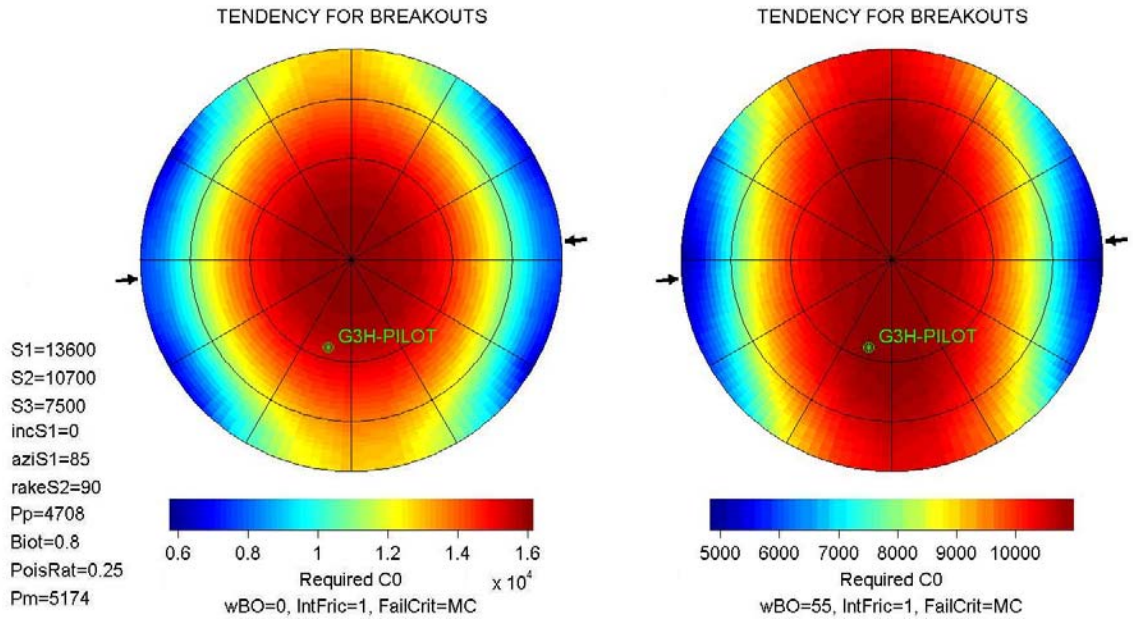 TENDENCY FOR BREAKOUTS
TENDENCY FOR BREAKOUTS
G3H-PILOT
G3H-PILOT
S1=13600
S2=10700
S3=7500
incS1=0
aziS1=85
rakeS2=90
Pp=4708
Biot=0.8
PoisRat=0.25
Pm=5174
0.6 0.8 1 1.2 1.4 1.6
Required C0
x 10^4
wBO=0, IntFric=1, FailCrit=MC
5000 6000 7000 8000 9000 10000
Required C0
wBO=55, IntFric=1, FailCrit=MC